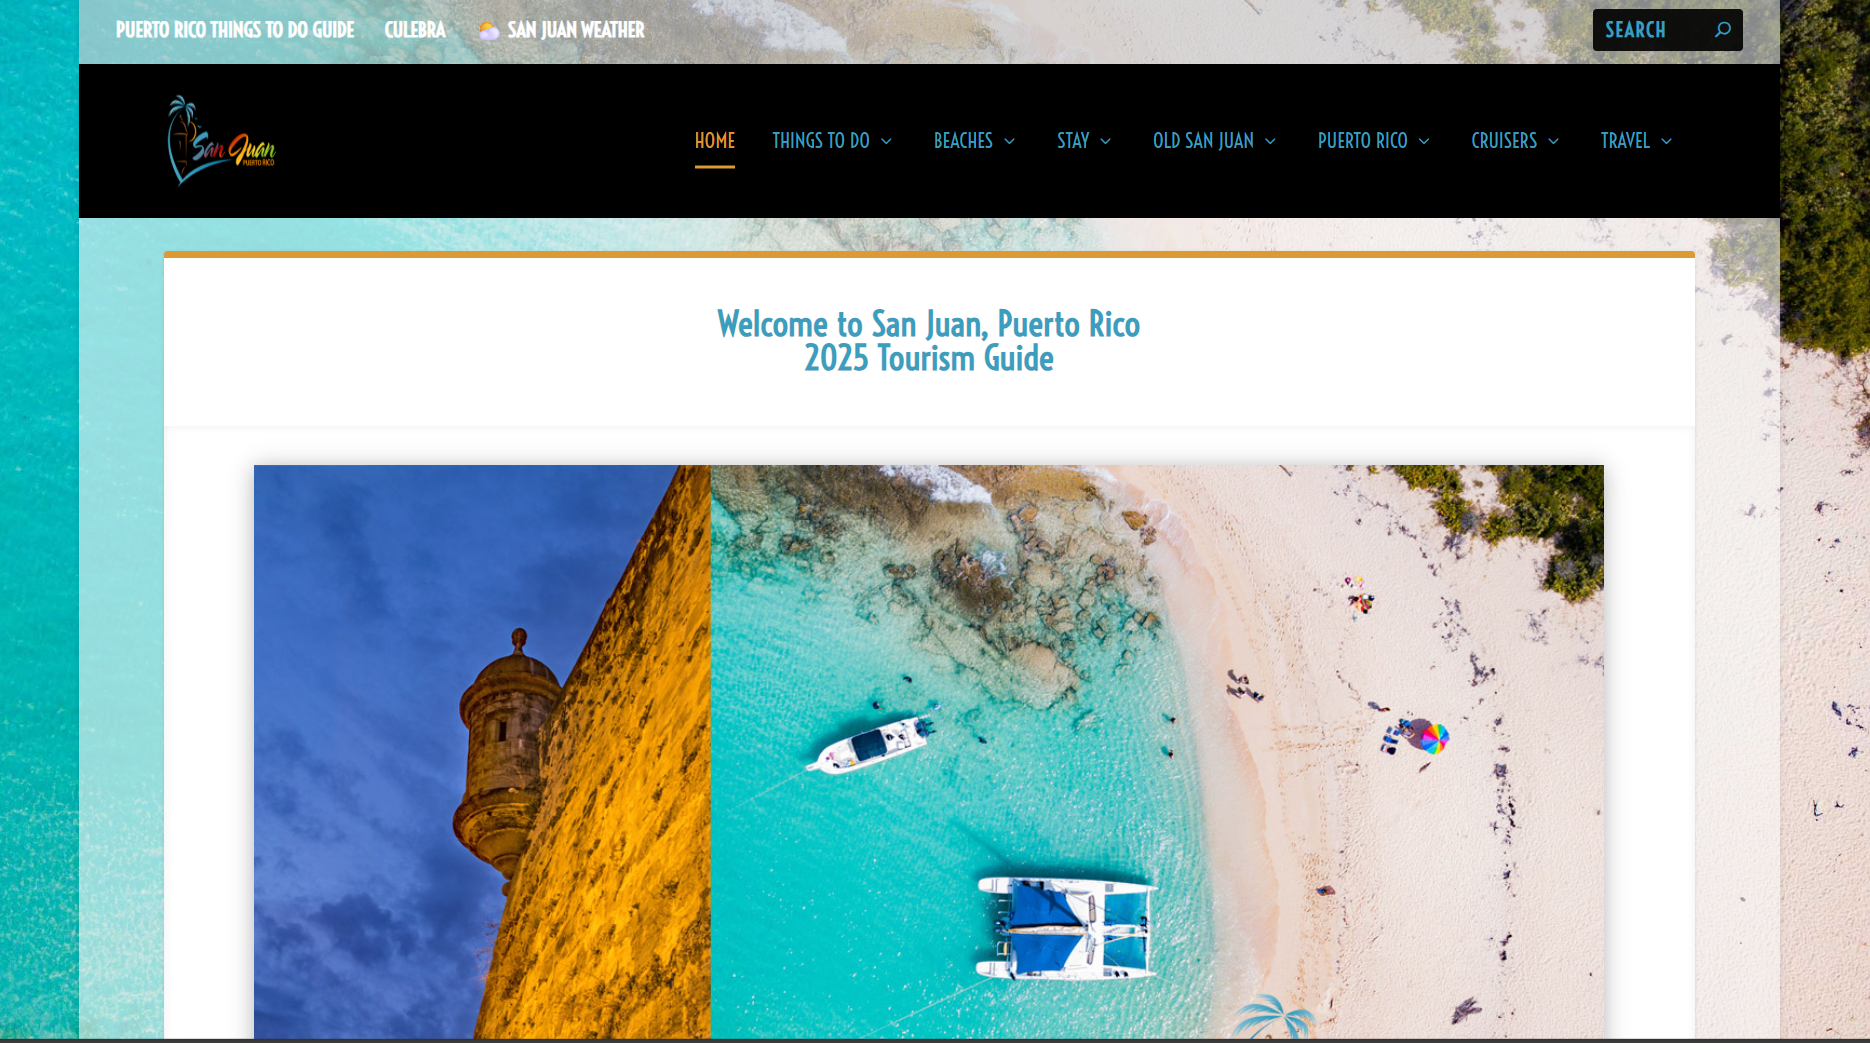 PUERTO RICO THINGS TO DO GUIDE
CULEBRA
SAN JUAN WEATHER
SEARCH
San Juan
PUERTO RICO
HOME
THINGS TO DO
BEACHES
STAY
OLD SAN JUAN
PUERTO RICO
CRUISERS
TRAVEL
Welcome to San Juan, Puerto Rico
2025 Tourism Guide